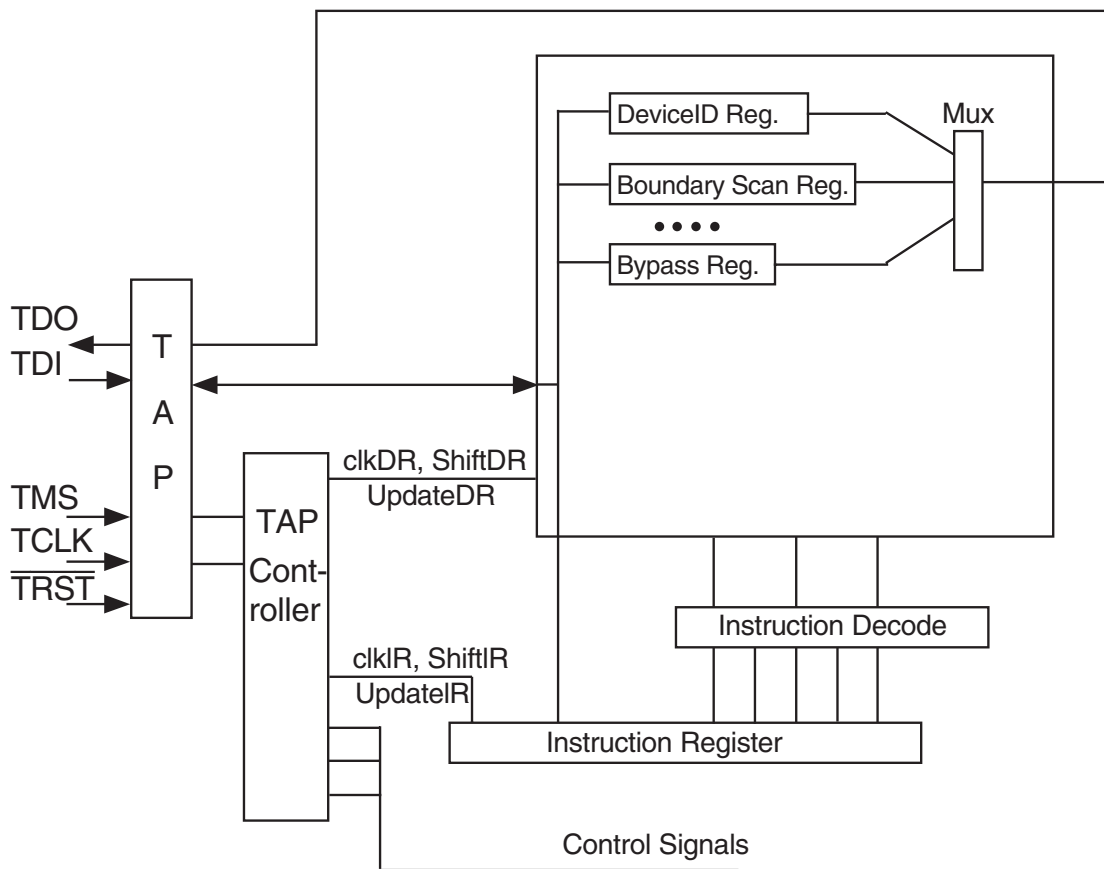 DeviceID Reg.
Mux
Boundary Scan Reg.
Bypass Reg.
TDO
TDI
T
A
P
TMS
TCLK
TRST
TAP
Cont-
roller
clkDR, ShiftDR
UpdateDR
clkIR, ShiftIR
UpdateIR
Instruction Decode
Instruction Register
Control Signals